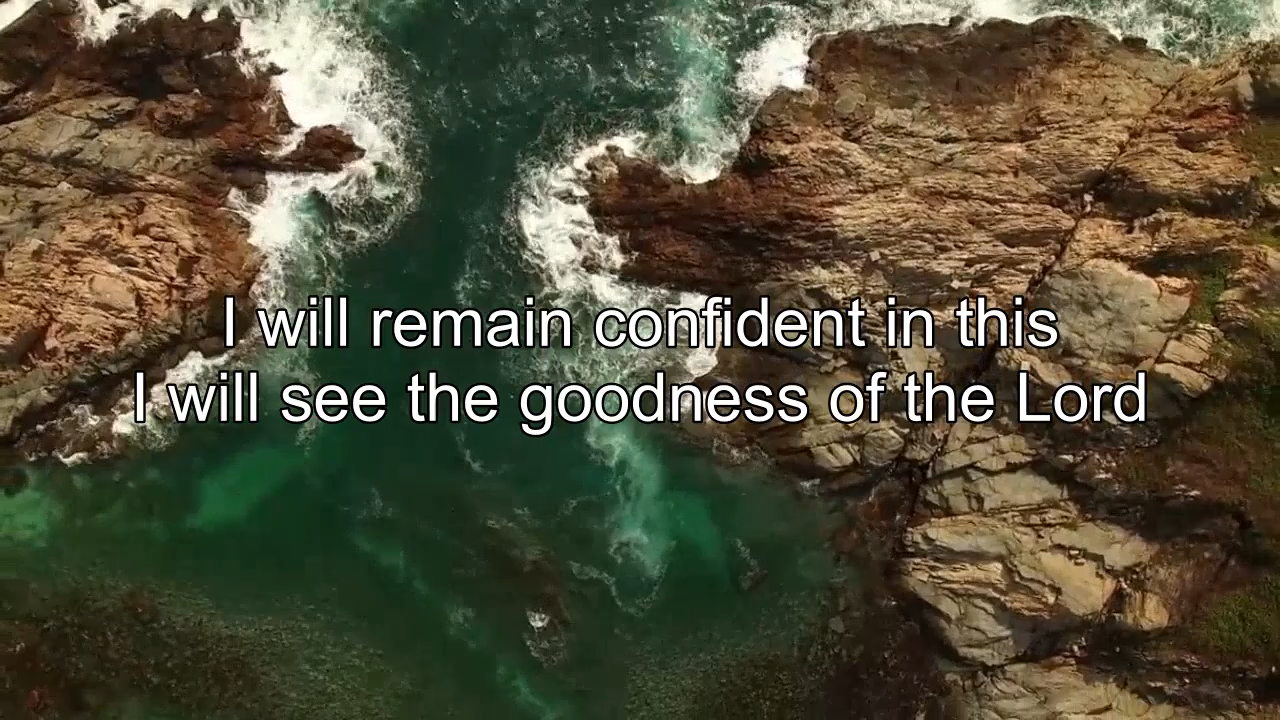 I will remain confident in this
I will see the goodness of the Lord